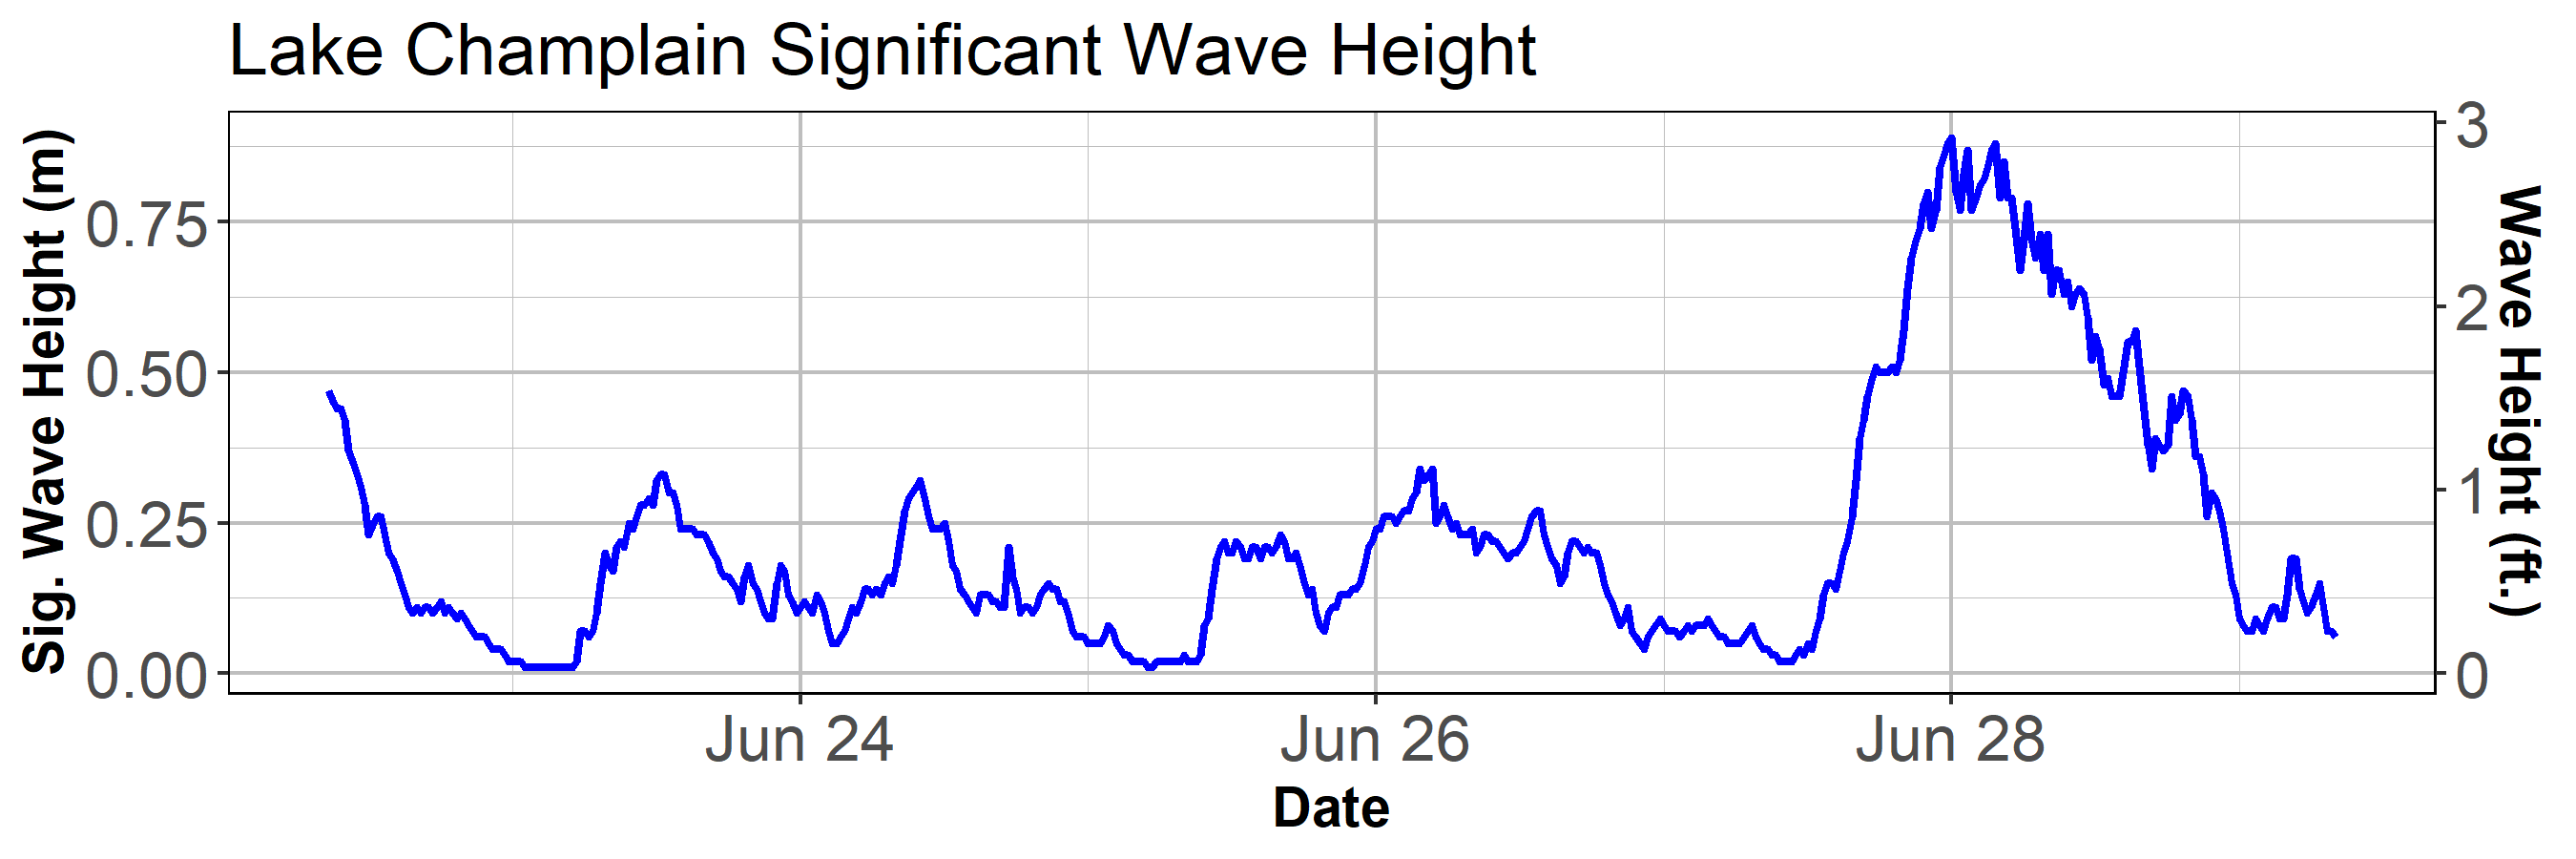 Lake Champlain Significant Wave Height
Sig. Wave Height (m)
0.75
0.50
0.25
0.00
3
2
1
0
Wave Height (ft.)
Jun 24
Jun 26
Jun 28
Date